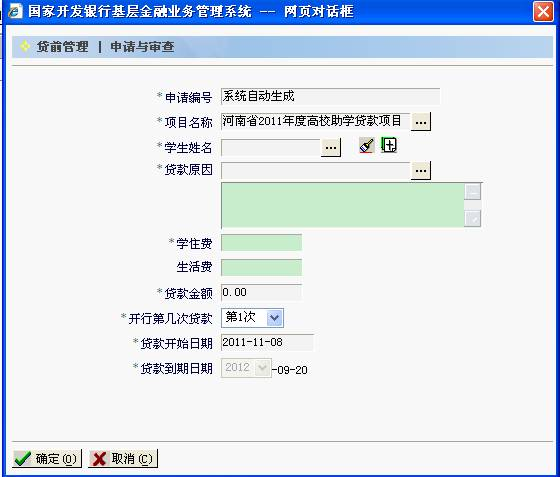 国家开发银行基层金融业务管理系统 -- 网页对话框
贷前管理 | 申请与审查
*申请编号 系统自动生成
*项目名称 河南省2011年度高校助学贷款项目 ...
*学生姓名 ...
*贷款原因 ...
*学住费
生活费
*贷款金额 0.00
*开行第几次贷款 第1次
*贷款开始日期 2011-11-08
*贷款到期日期 2012 -09-20
确定(O) 取消(C)